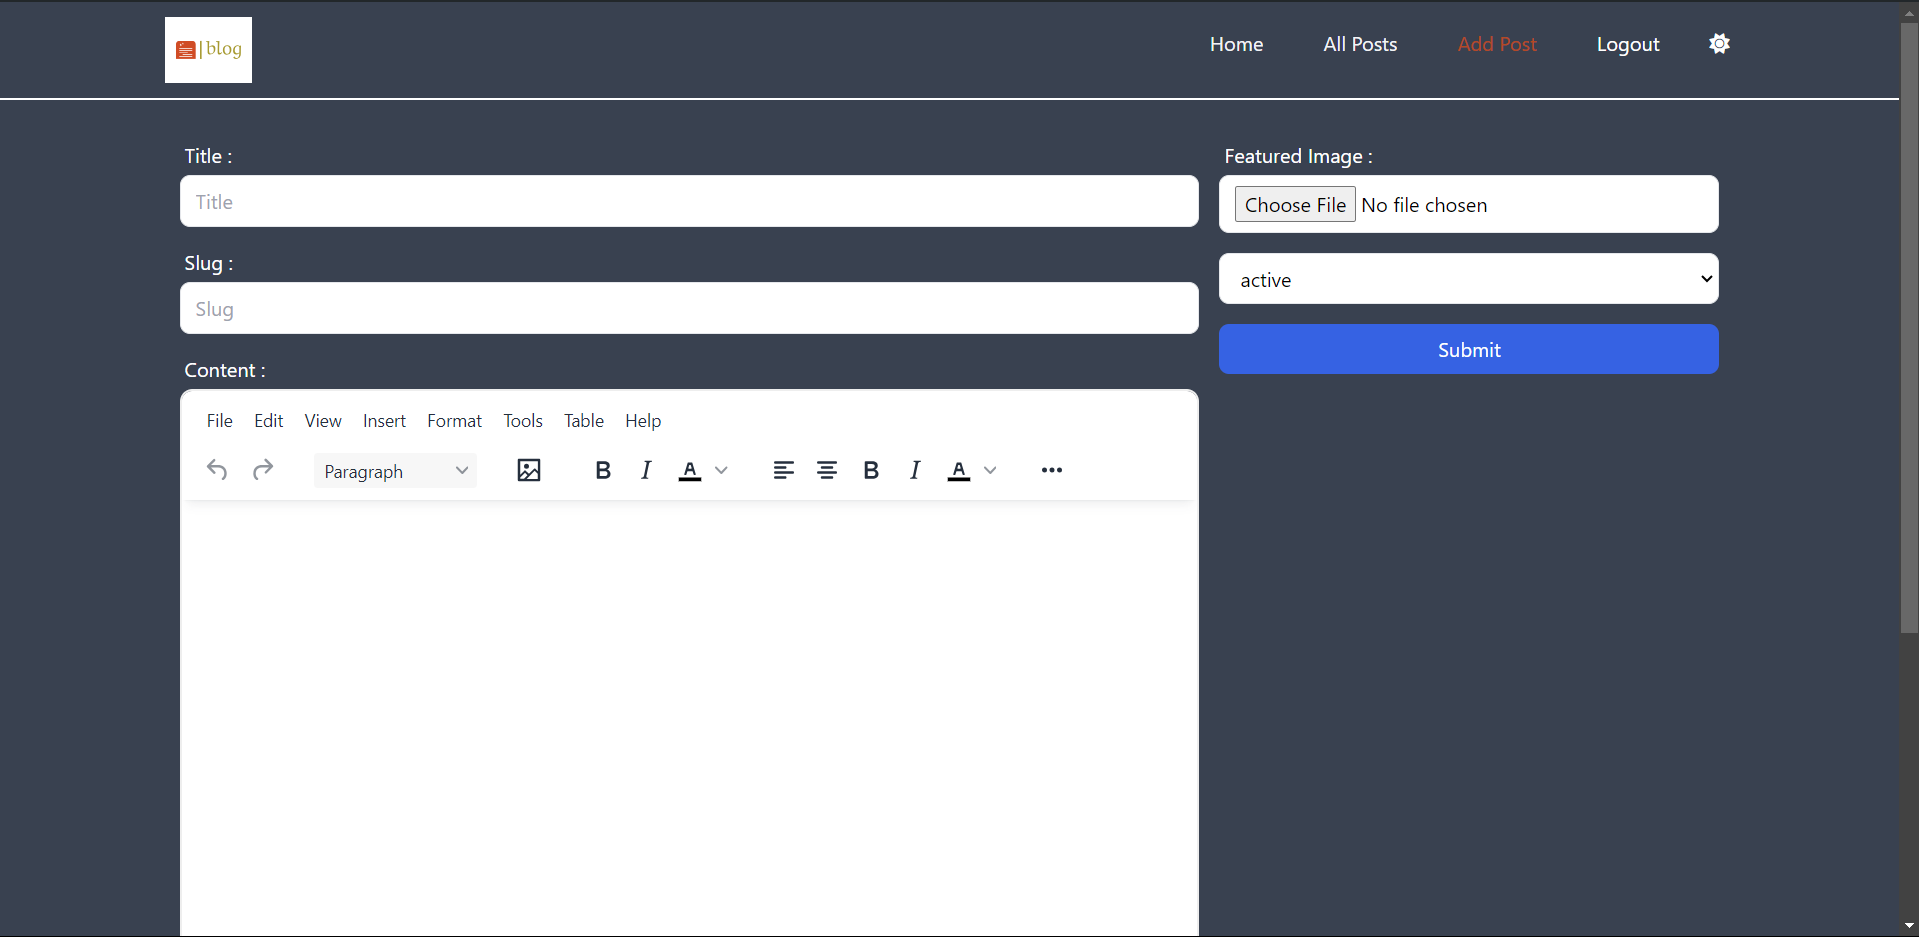 blog
Home All Posts Add Post Logout
Title :
Title
Slug :
Slug
Content :
File Edit View Insert Format Tools Table Help
Paragraph B I A B I A
Featured Image :
Choose File No file chosen
active
Submit